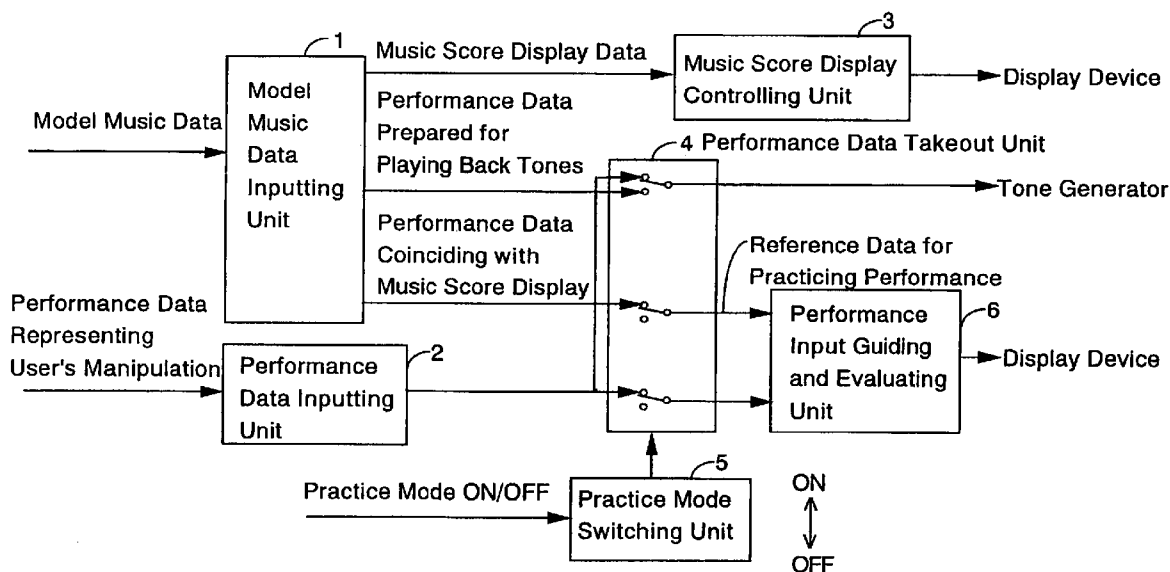 1
Music Score Display Data
3
Music Score Display
Controlling Unit
Display Device
Model Music Data
Model
Music
Data
Inputting
Unit
Performance Data
Prepared for
Playing Back Tones
4 Performance Data Takeout Unit
Tone Generator
Performance Data
Coinciding with
Music Score Display
Reference Data for
Practicing Performance
Performance Data
Representing
User's Manipulation
2
Performance
Data Inputting
Unit
6
Performance
Input Guiding
and Evaluating
Unit
Display Device
Practice Mode ON/OFF
5
Practice Mode
Switching Unit
ON
OFF